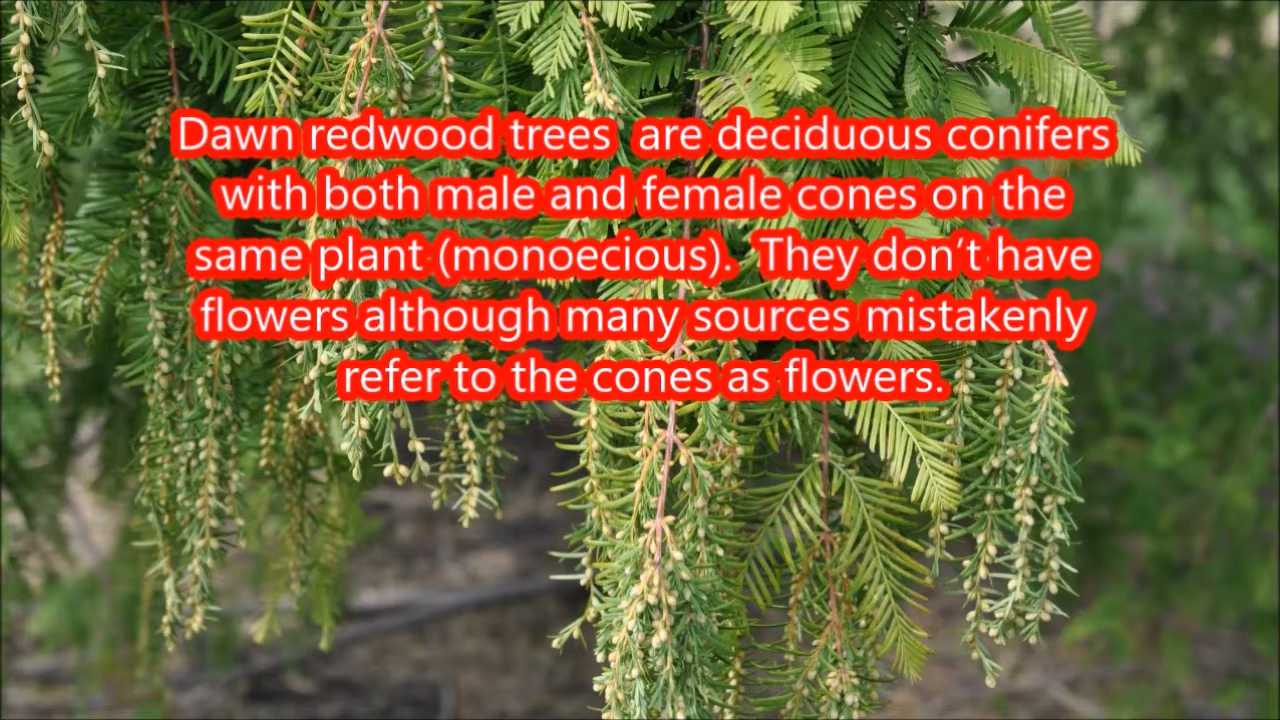 Dawn redwood trees  are deciduous conifers
with both male and female cones on the
same plant (monoecious).  They don’t have
flowers although many sources mistakenly
refer to the cones as flowers.